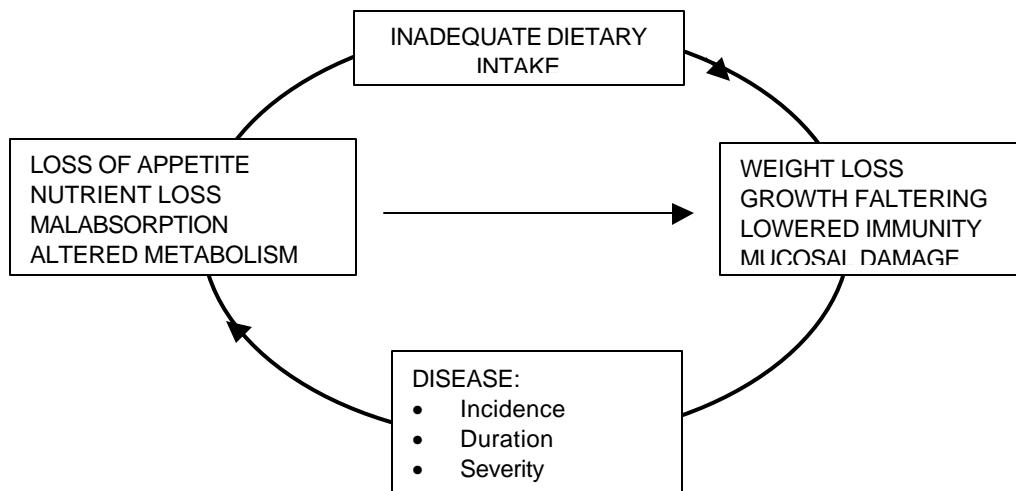 INADEQUATE DIETARY
INTAKE
LOSS OF APPETITE
NUTRIENT LOSS
MALABSORPTION
ALTERED METABOLISM
WEIGHT LOSS
GROWTH FALTERING
LOWERED IMMUNITY
MUCOSAL DAMAGE
DISEASE:
• Incidence
• Duration
• Severity